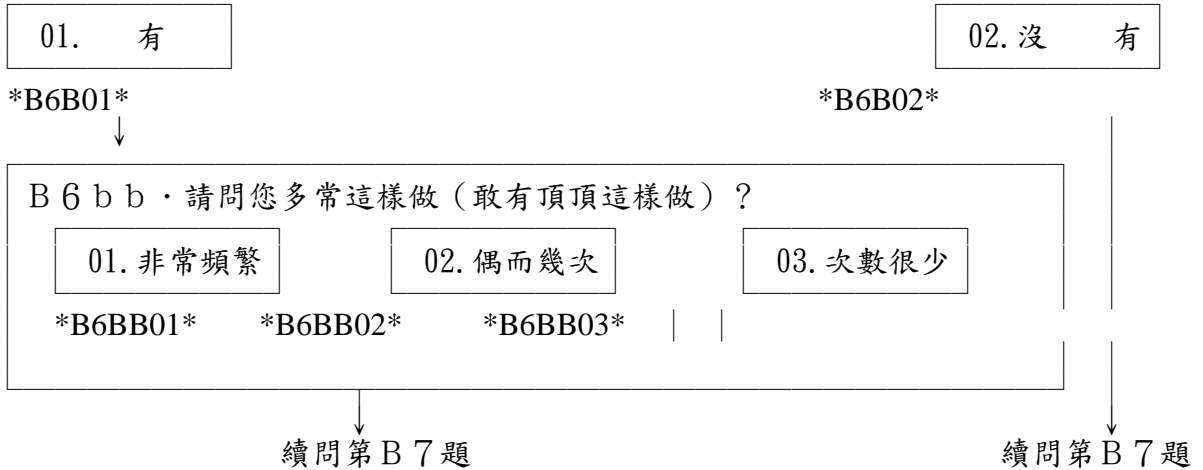 01. 有 02.沒 有
*B6B01* *B6B02*
B6bb.請問您多常這樣做(敢有頂頂這樣做)?
01.非常頻繁 02.偶而幾次 03.次數很少
*B6BB01* *B6BB02* *B6BB03*
續問第B7題 續問第B7題